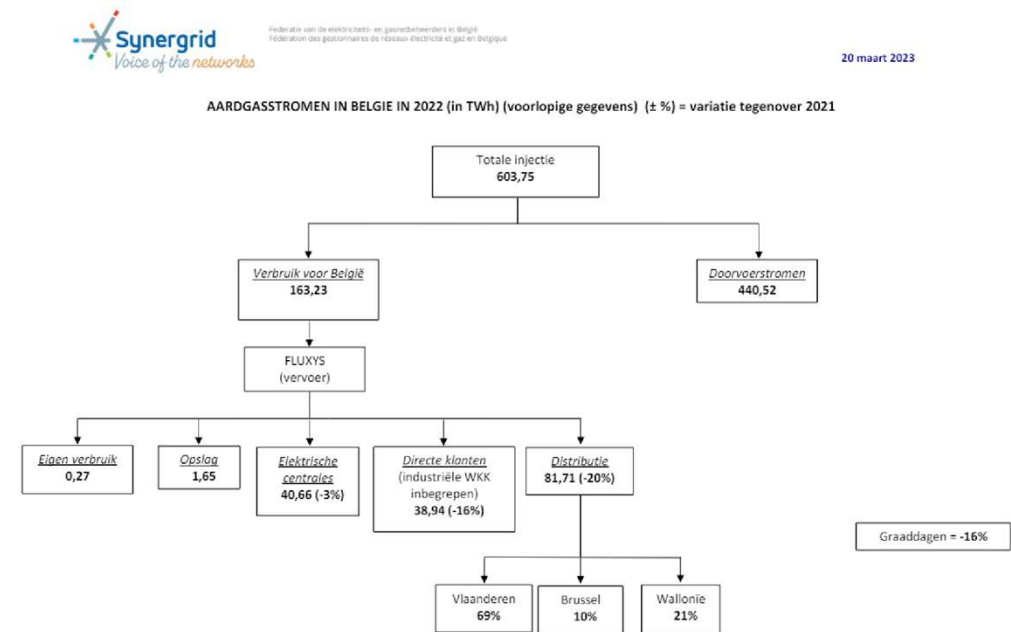 Synergrid
Voice of the networks
Federatie van de elektriciteits- en gasnetbeheerders in België
Fédération des gestionnaires de réseaux électricité et gaz en Belgique
20 maart 2023
AARDGASSTROMEN IN BELGIE IN 2022 (in TWh) (voorlopige gegevens) (± %) = variatie tegenover 2021
Totale injectie
603,75
Verbruik voor België
163,23
Doorvoerstromen
440,52
FLUXYS
(vervoer)
Eigen verbruik
0,27
Opslag
1,65
Elektrische
centrales
40,66 (-3%)
Directe klanten
(industriële WKK
inbegrepen)
38,94 (-16%)
Distributie
81,71 (-20%)
Graaddagen = -16%
Vlaanderen
69%
Brussel
10%
Wallonïe
21%